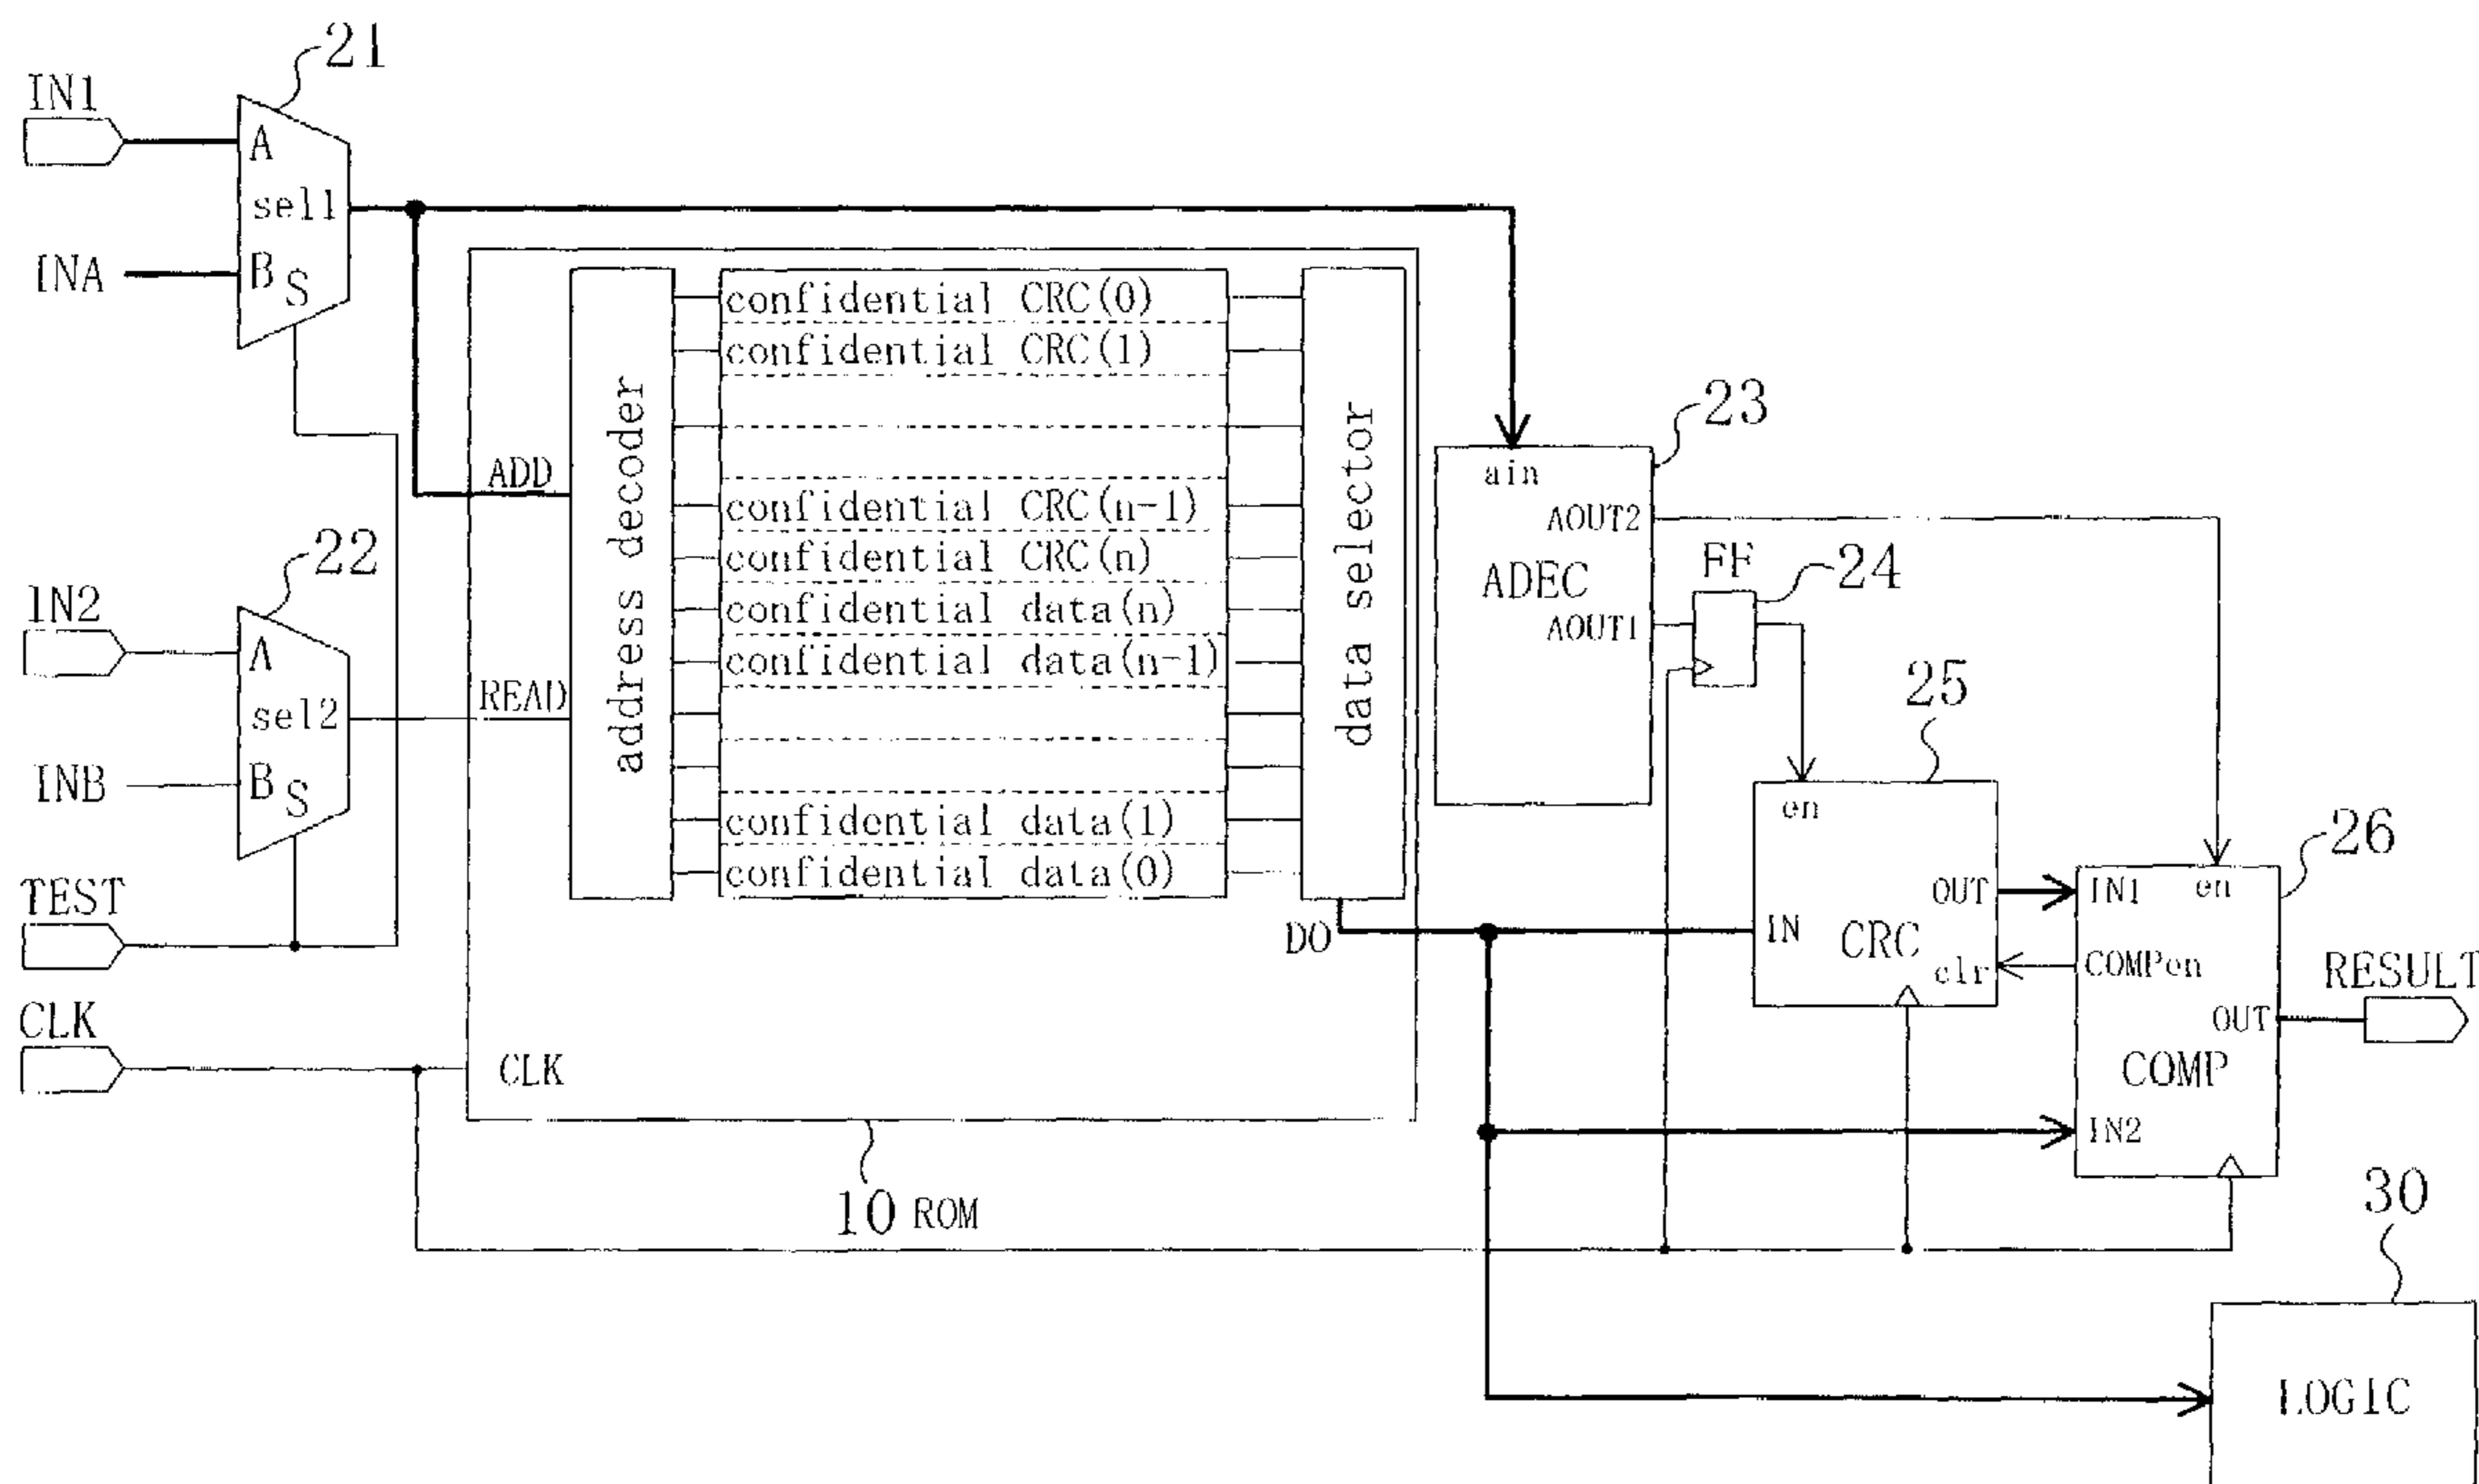 21
IN1
A
sel1
INA
B
S
confidential CRC(0)
confidential CRC(1)
confidential CRC(n-1)
confidential CRC(n)
confidential data(n)
confidential data(n-1)
confidential data(1)
confidential data(0)
address decoder
data selector
ADD
READ
DO
CLK
10 ROM
22
IN2
A
sel2
INB
B
S
TEST
CLK
23
ain
AOUT2
ADEC
AOUT1
FF
24
25
en
OUT
IN
CRC
clr
26
IN1
en
COMPen
OUT
COMP
IN2
RESULT
30
LOGIC